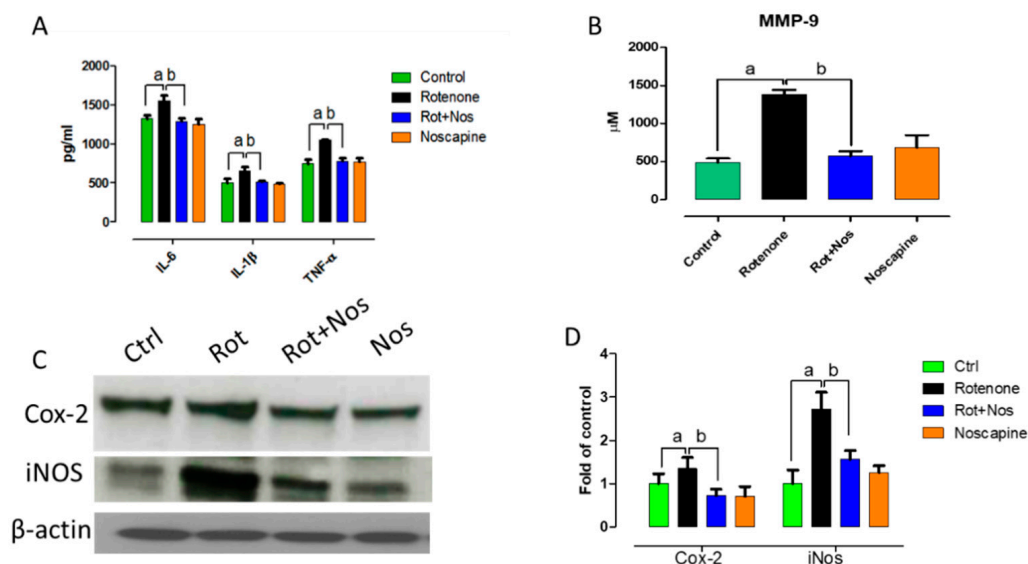 A
2000
1500
1000
500
0
pg/ml
a b
a b
a b
Control
Rotenone
Rot+Nos
Noscapine
IL-6
IL-1β
TNF-α
B
MMP-9
2000
1500
1000
500
0
µM
a
b
Control
Rotenone
Rot+Nos
Noscapine
C
Ctrl
Rot
Rot+Nos
Nos
Cox-2
iNOS
β-actin
D
4
3
2
1
0
Fold of control
a
b
a
b
Ctrl
Rotenone
Rot+Nos
Noscapine
Cox-2
iNos